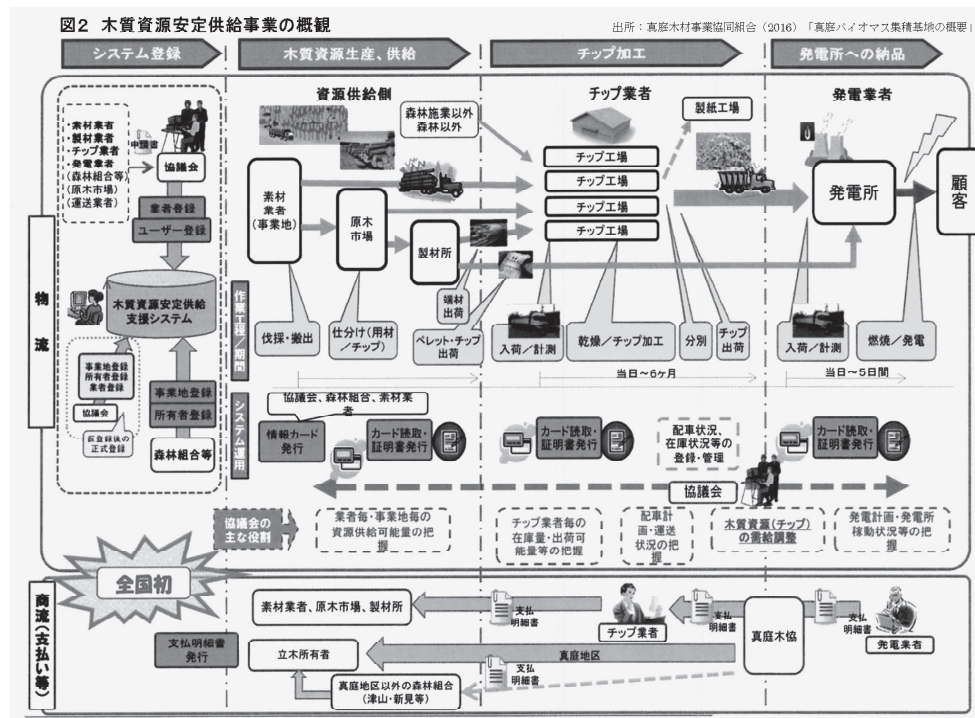 図２ 木質資源安定供給事業の概観
出所：真庭木材事業協同組合（2016）「真庭バイオマス集積基地の概要」
システム登録
木質資源生産、供給
チップ加工
発電所への納品
物流
・素材業者
・製材業者
・チップ業者
・発電業者
(森林組合等)
(原木市場)
(運送業者)
申請書
協議会
業者登録
ユーザー登録
木質資源安定供給
支援システム
事業地登録
所有者登録
業者登録
協議会
仮登録後の
正式登録
事業地登録
所有者登録
森林組合等
資源供給側
素材
業者
(事業地)
原木
市場
製材所
森林施業以外
森林以外
チップ業者
チップ工場
チップ工場
チップ工場
チップ工場
製紙工場
発電業者
発電所
顧客
作業工程／期間
伐採・搬出
仕分け(用材
／チップ)
端材
出荷
ペレット・チップ
出荷
入荷／計測
乾燥／チップ加工
分別
チップ
出荷
入荷／計測
燃焼／発電
当日～6ヶ月
当日～5日間
システム運用
協議会、森林組合、素材業
者
情報カード
発行
カード読取・
証明書発行
カード読取・
証明書発行
配車状況、
在庫状況等の
登録・管理
カード読取・
証明書発行
協議会
協議会の
主な役割
業者毎・事業地毎の
資源供給可能量の把
握
チップ業者毎の
在庫量・出荷可
能量等の把握
配車計
画・運送
状況の把
握
木質資源（チップ）
の需給調整
発電計画・発電所
稼動状況等の把
握
全国初
商流（支払い等）
支払明細書
発行
素材業者、原木市場、製材所
支払
明細書
チップ業者
支払
明細書
真庭木協
支払
明細書
発電業者
立木所有者
真庭地区
支払
明細書
真庭地区以外の森林組合
(津山・新見等)